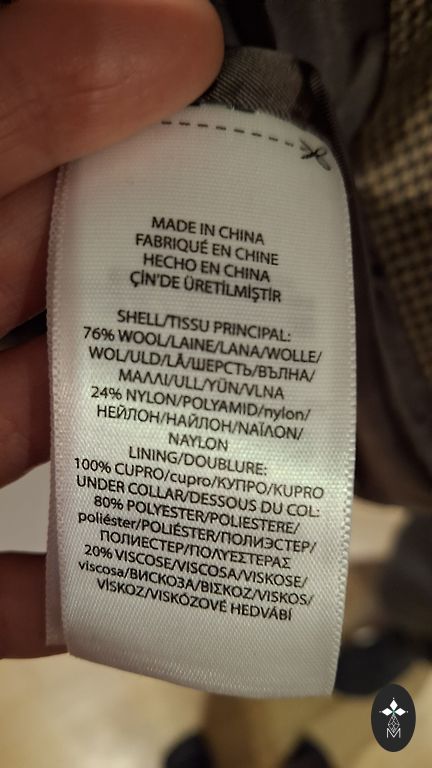 MADE IN CHINA
FABRIQUÉ EN CHINE
HECHO EN CHINA
ÇİN'DE ÜRETİLMİŞTİR
SHELL/TISSU PRINCIPAL:
76% WOOL/LAINE/LANA/WOLLE/
WOL/ULD/LÅ/ШЕРСТЬ/ВЪЛНА/
ΜΑΛΛΙ/ULL/YÜN/VLNA
24% NYLON/POLYAMID/nylon/
НЕЙЛОН/НАЙЛОН/ΝΑΪΛΟΝ/
NAYLON
LINING/DOUBLURE:
100% CUPRO/cupro/КУПРО/KUPRO
UNDER COLLAR/DESSOUS DU COL:
80% POLYESTER/POLIESTERE/
poliéster/POLIÉSTER/ПОЛИЭСТЕР/
ПОЛИЕСТЕР/ΠΟΛΥΕΣΤΕΡΑΣ
20% VISCOSE/VISCOSA/VISKOSE/
viscosa/ВИСКОЗА/ΒΙΣΚΟΖ/VISKOS/
VİSKOZ/VISKÓZOVÉ HEDVÁBÍ
M